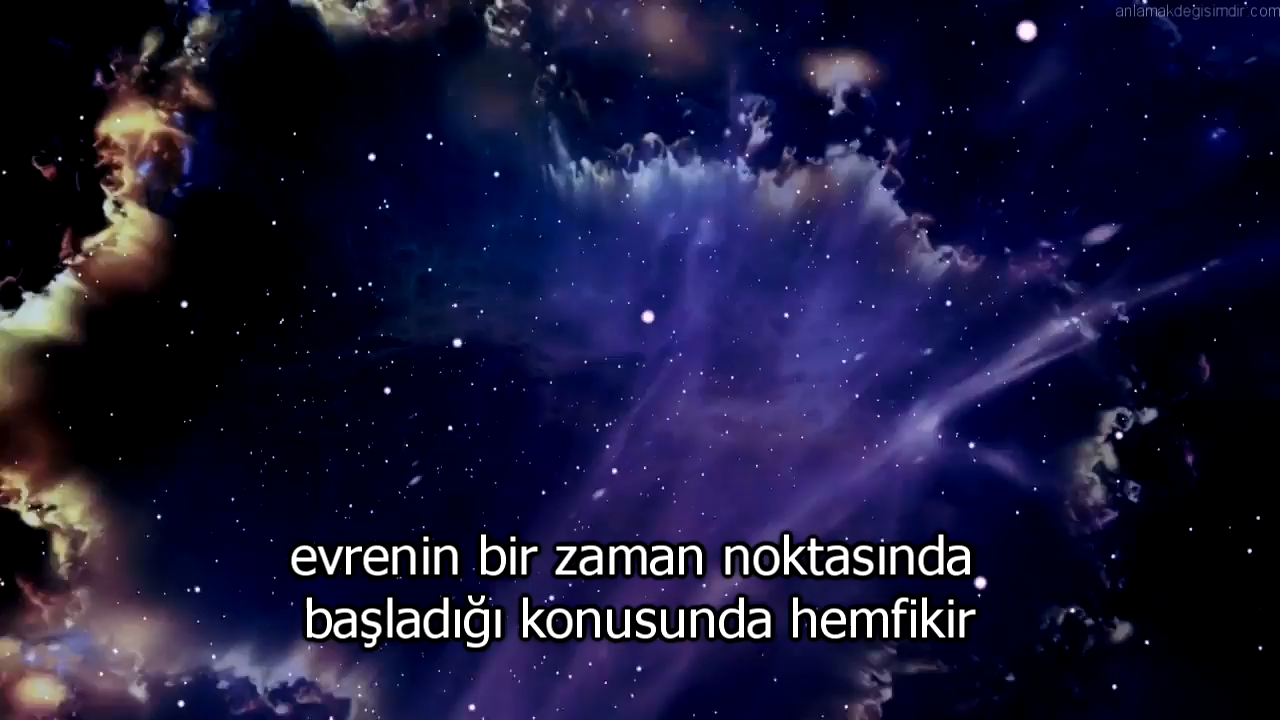 anlamakdegisimdir.com
evrenin bir zaman noktasında
başladığı konusunda hemfikir